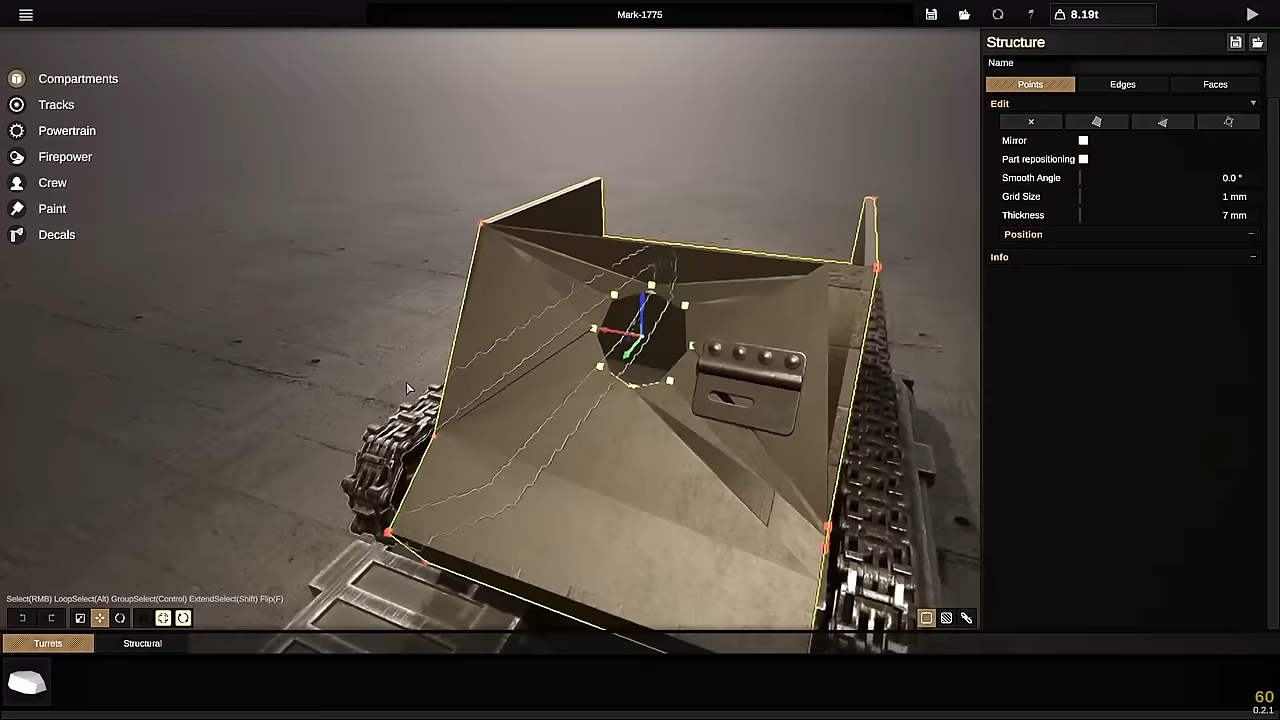 Mark-1775
8.19t
Structure
Name
Points Edges Faces
Edit
Mirror
Part repositioning
Smooth Angle 0.0 °
Grid Size 1 mm
Thickness 7 mm
Position
Info
Compartments
Tracks
Powertrain
Firepower
Crew
Paint
Decals
Select(RMB) LoopSelect(Alt) GroupSelect(Control) ExtendSelect(Shift) Flip(F)
Turrets Structural
60
0.2.1